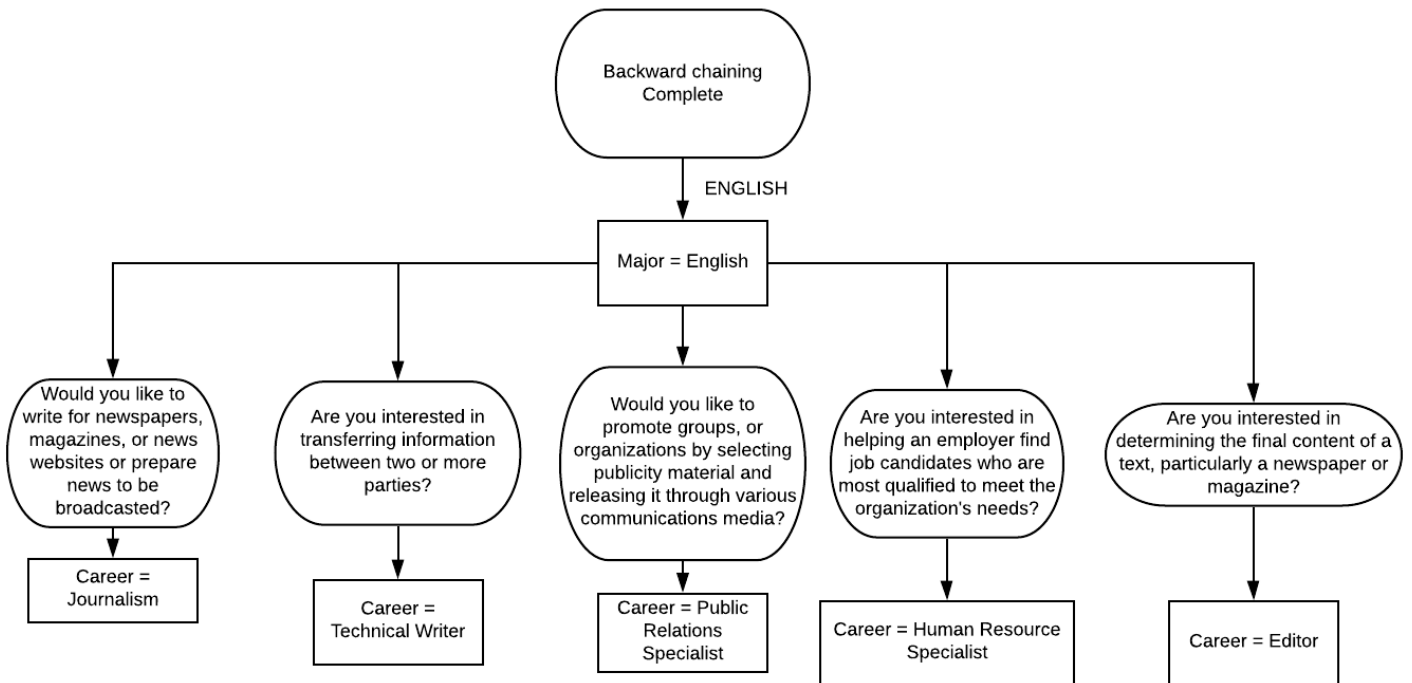 Backward chaining
Complete
ENGLISH
Major = English
Would you like to
write for newspapers,
magazines, or news
websites or prepare
news to be
broadcasted?
Are you interested in
transferring information
between two or more
parties?
Would you like to
promote groups, or
organizations by selecting
publicity material and
releasing it through various
communications media?
Are you interested in
helping an employer find
job candidates who are
most qualified to meet the
organization's needs?
Are you interested in
determining the final content of a
text, particularly a newspaper or
magazine?
Career =
Journalism
Career =
Technical Writer
Career = Public
Relations
Specialist
Career = Human Resource
Specialist
Career = Editor